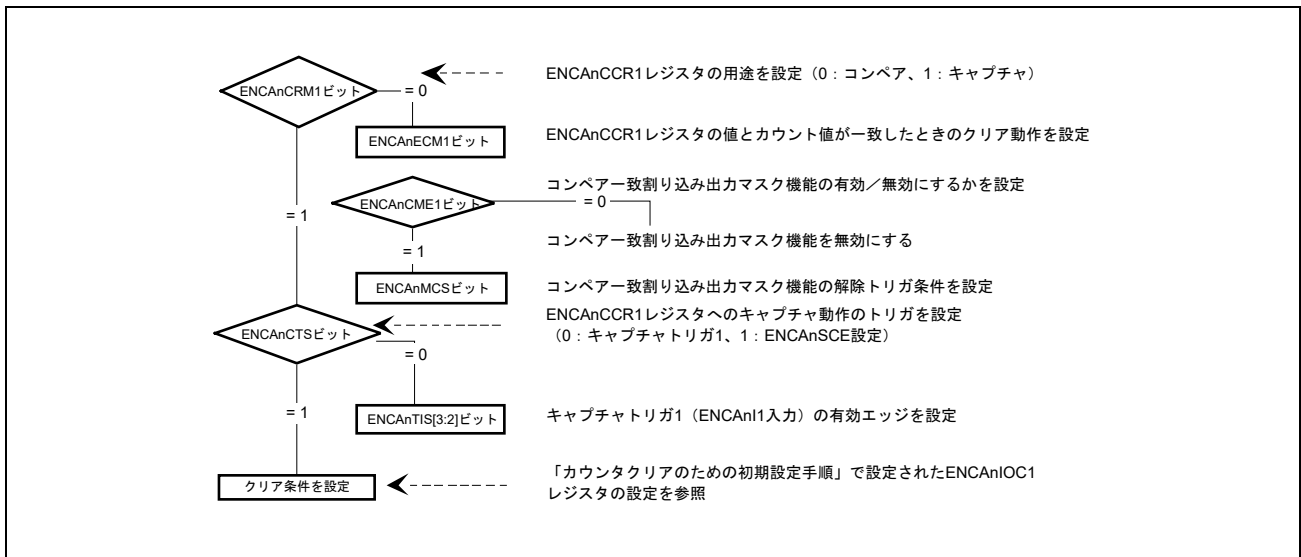 ENCAnCCR1レジスタの用途を設定（0：コンペア、1：キャプチャ）
ENCAnCRM1ビット
= 0
ENCAnECM1ビット
ENCAnCCR1レジスタの値とカウント値が一致したときのクリア動作を設定
コンペア一致割り込み出力マスク機能の有効／無効にするかを設定
ENCAnCME1ビット
= 0
= 1
コンペア一致割り込み出力マスク機能を無効にする
= 1
ENCAnMCSビット
コンペア一致割り込み出力マスク機能の解除トリガ条件を設定
ENCAnCCR1レジスタへのキャプチャ動作のトリガを設定
（0：キャプチャトリガ1、1：ENCAnSCE設定）
ENCAnCTSビット
= 0
= 1
ENCAnTIS[3:2]ビット
キャプチャトリガ1（ENCAnI1入力）の有効エッジを設定
クリア条件を設定
「カウンタクリアのための初期設定手順」で設定されたENCAnIOC1
レジスタの設定を参照